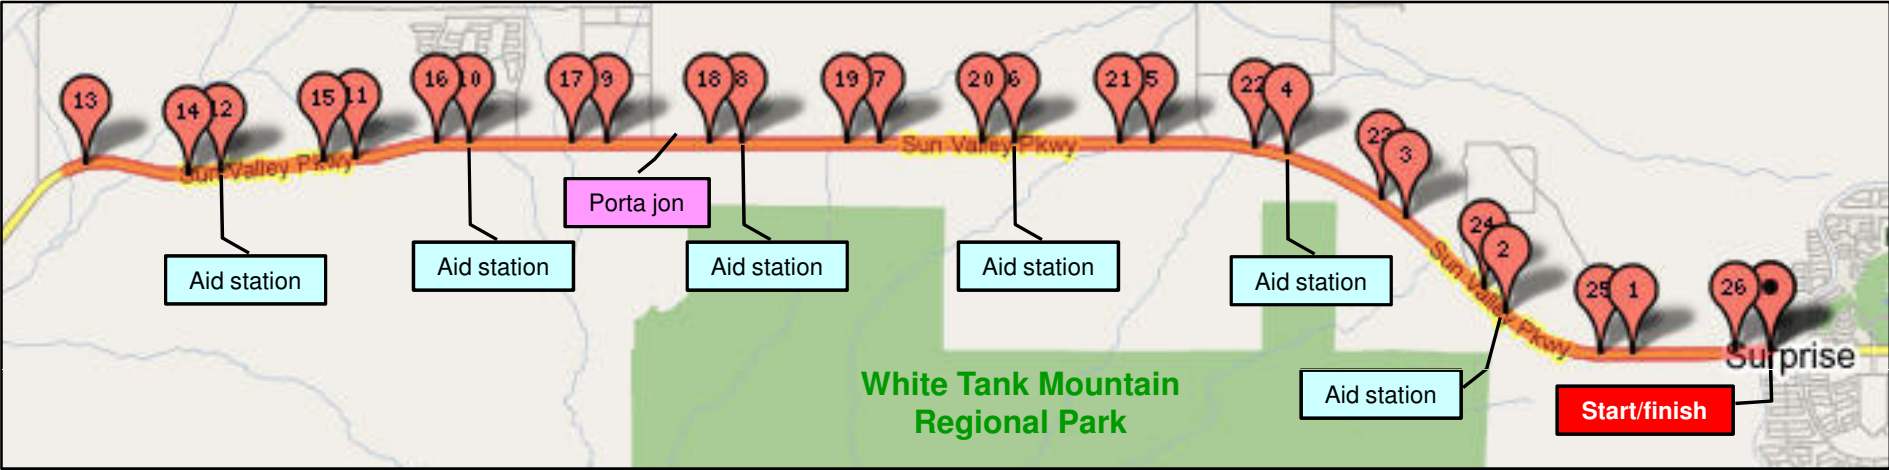 13
14
12
15
11
16
10
17
9
18
8
19
7
20
6
21
5
22
4
23
3
24
2
25
1
26
Sun Valley Pkwy
Sun Valley Pkwy
Sun Valley Pkwy
Porta jon
Aid station
Aid station
Aid station
Aid station
Aid station
Aid station
White Tank Mountain
Regional Park
Surprise
Start/finish